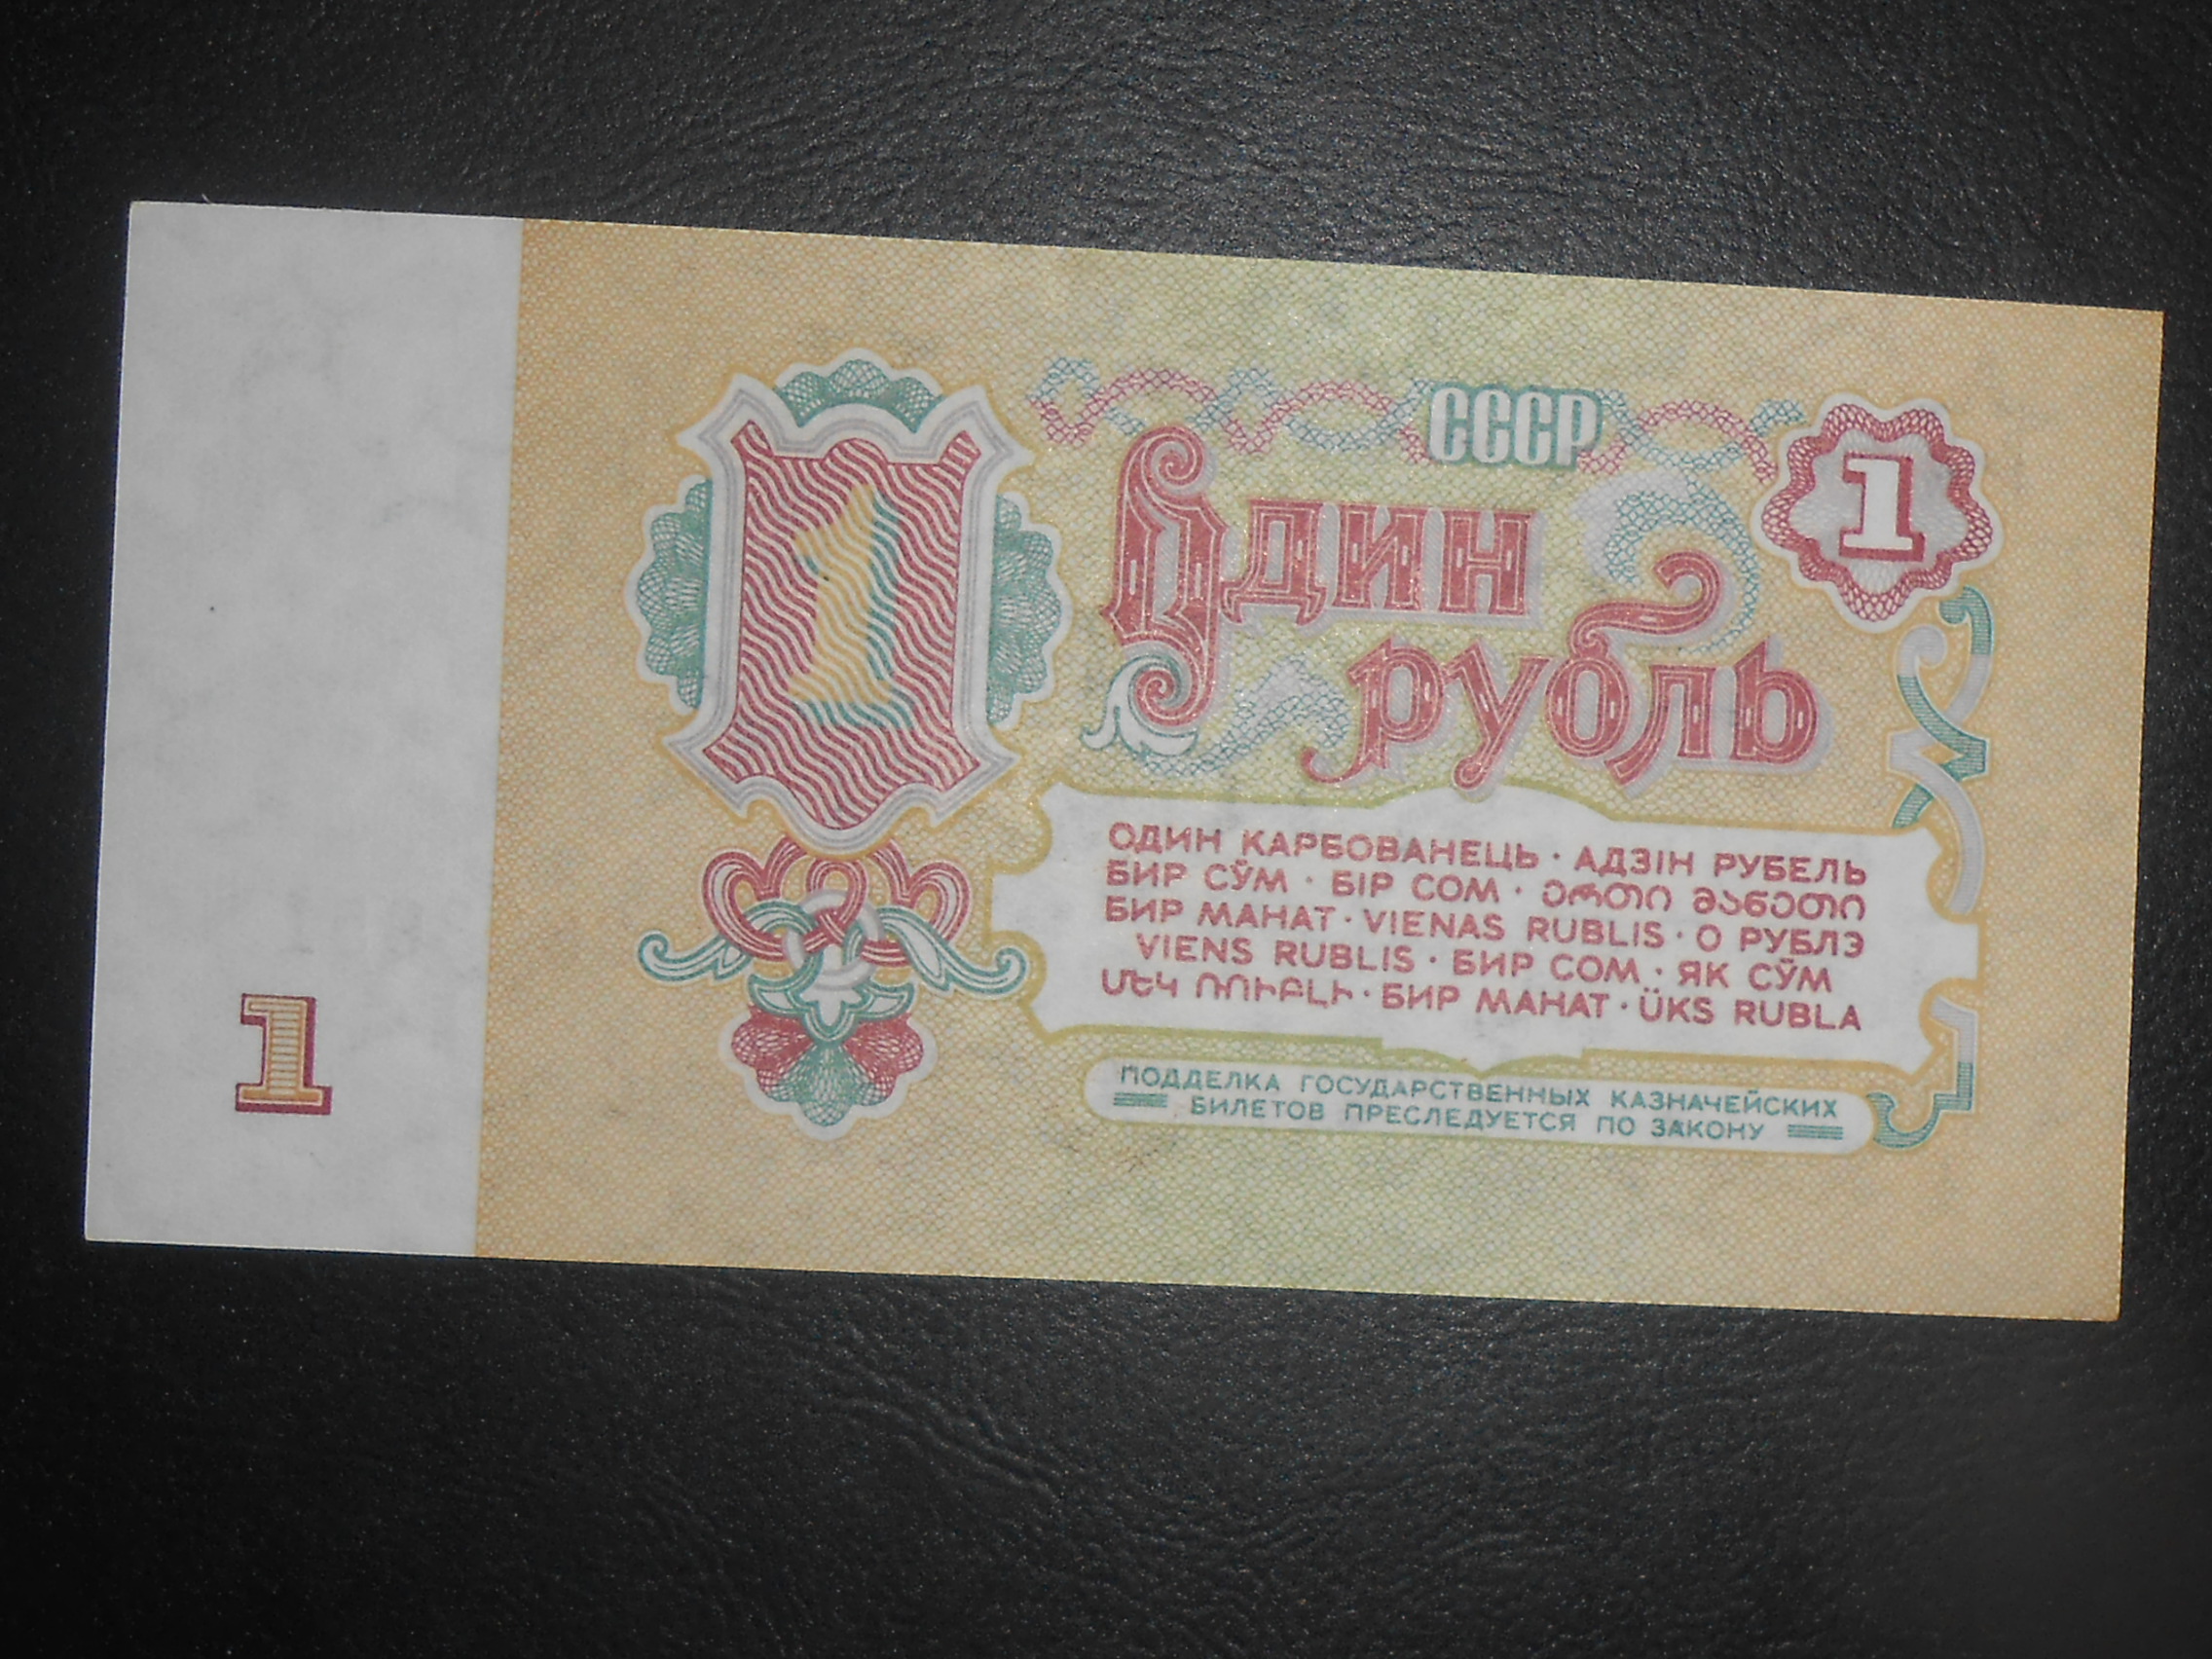 СССР
1
1
Один
рубль
ОДИН КАРБОВАНЕЦЬ · АДЗІН РУБЕЛЬ
БИР СЎМ · БІР СОМ · ერთი მანეთი
БИР МАНАТ · VIENAS RUBLIS · О РУБЛЭ
VIENS RUBLIS · БИР СОМ · ЯК СӮМ
ՄԵԿ ՌՈՒԲԼԻ · БИР МАНАТ · ÜKS RUBLA
1
ПОДДЕЛКА ГОСУДАРСТВЕННЫХ КАЗНАЧЕЙСКИХ
БИЛЕТОВ ПРЕСЛЕДУЕТСЯ ПО ЗАКОНУ